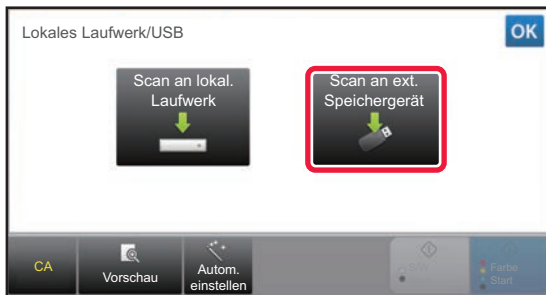 Lokales Laufwerk/USB
OK
Scan an lokal.
Laufwerk
Scan an ext.
Speichergerät
CA
Vorschau
Autom.
einstellen
S/W
Farbe
Start